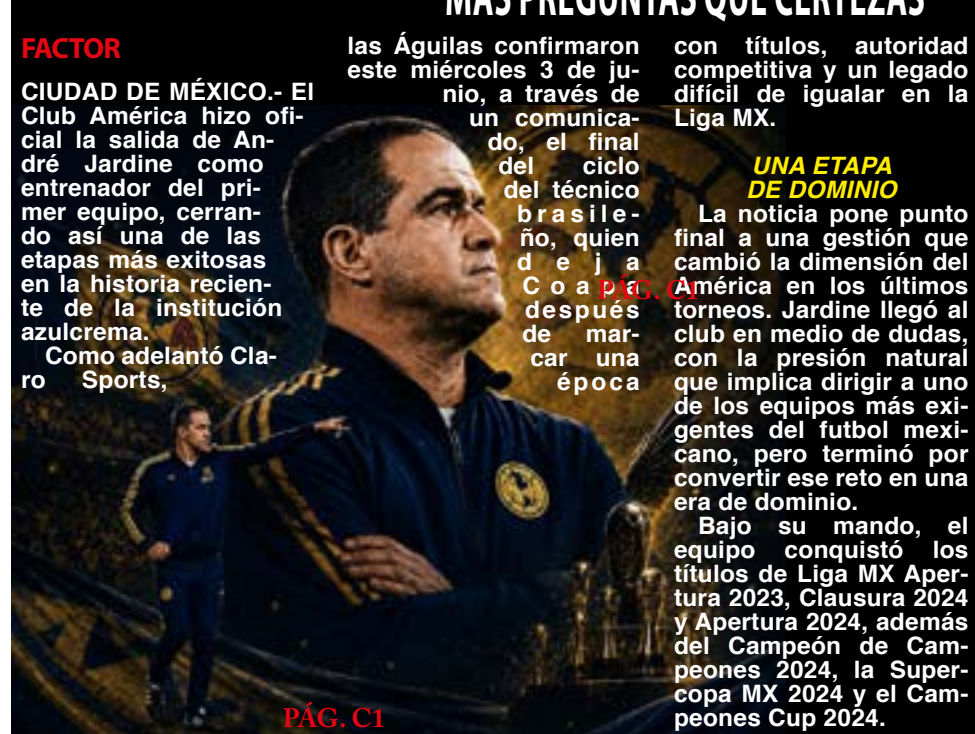 MÁS PREGUNTAS QUE CERTEZAS
FACTOR
CIUDAD DE MÉXICO.- El
Club América hizo ofi-
cial la salida de An-
dré Jardine como
entrenador del pri-
mer equipo, cerran-
do así una de las
etapas más exitosas
en la historia recien-
te de la institución
azulcrema.
Como adelantó Cla-
ro Sports,
las Águilas confirmaron
este miércoles 3 de ju-
nio, a través de
un comunica-
do, el final
del ciclo
del técnico
brasile-
ño, quien
deja
Coapa
después
de mar-
car una
época
con títulos, autoridad
competitiva y un legado
difícil de igualar en la
Liga MX.
UNA ETAPA
DE DOMINIO
La noticia pone punto
final a una gestión que
cambió la dimensión del
América en los últimos
torneos. Jardine llegó al
club en medio de dudas,
con la presión natural
que implica dirigir a uno
de los equipos más exi-
gentes del futbol mexi-
cano, pero terminó por
convertir ese reto en una
era de dominio.
Bajo su mando, el
equipo conquistó los
títulos de Liga MX Aper-
tura 2023, Clausura 2024
y Apertura 2024, además
del Campeón de Cam-
peones 2024, la Super-
copa MX 2024 y el Cam-
peones Cup 2024.
PÁG. C1
PÁG. C1